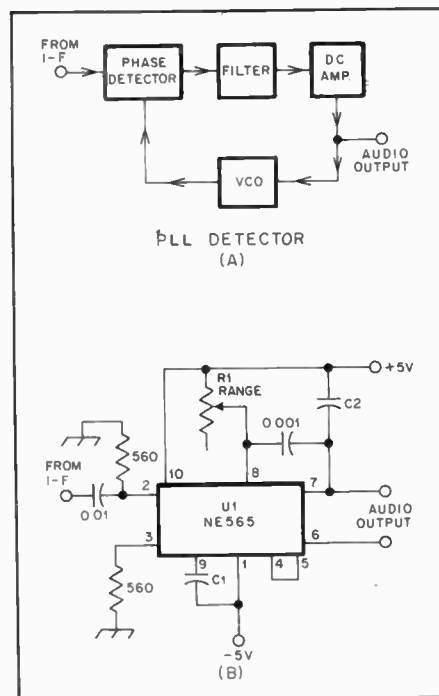 FROM
I-F
PHASE
DETECTOR
FILTER
DC
AMP.
AUDIO
OUTPUT
VCO
PLL DETECTOR
(A)
+5V
R1
RANGE
C2
0.001
560
FROM
I-F
0.01
10
8
7
2
U1
NE565
AUDIO
OUTPUT
3
6
9
1
4
5
560
C1
-5V
(B)